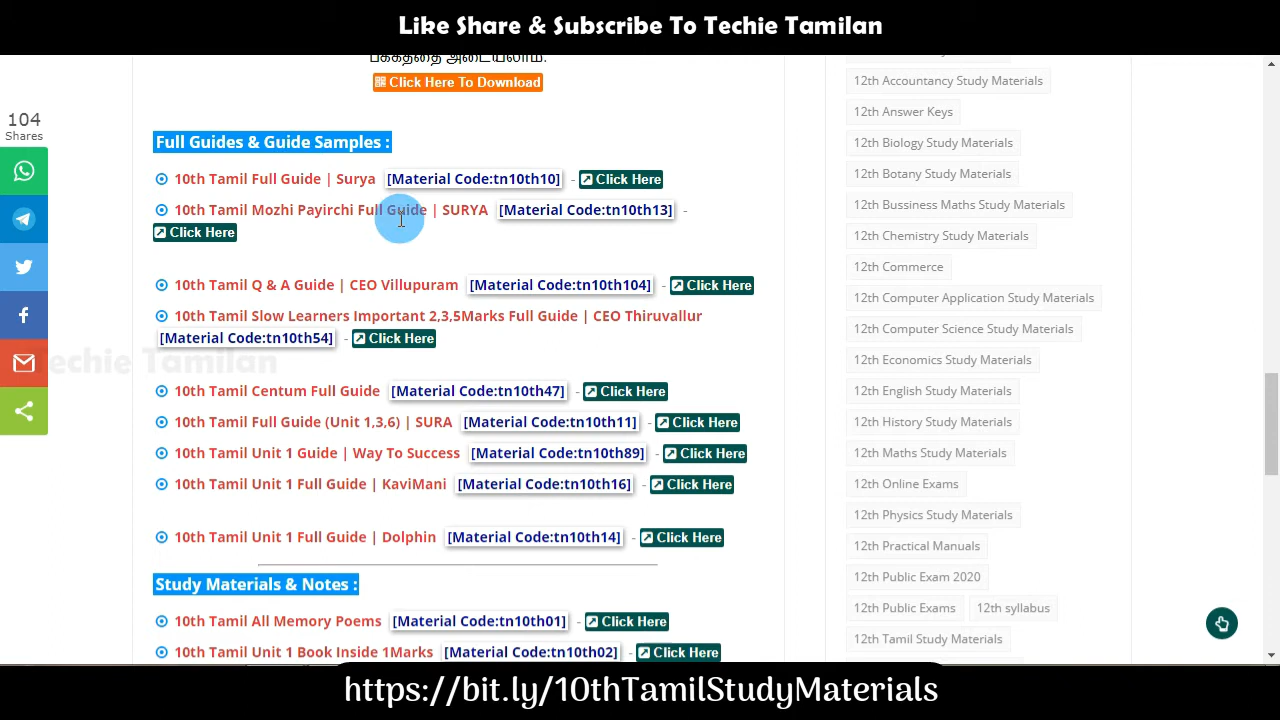 Like Share & Subscribe To Techie Tamilan
பக்கத்தை அடையலாம்.
Click Here To Download
104
Shares
Full Guides & Guide Samples :
10th Tamil Full Guide | Surya [Material Code:tn10th10] - Click Here
10th Tamil Mozhi Payirchi Full Guide | SURYA [Material Code:tn10th13] -
Click Here
10th Tamil Q & A Guide | CEO Villupuram [Material Code:tn10th104] - Click Here
10th Tamil Slow Learners Important 2,3,5Marks Full Guide | CEO Thiruvallur
[Material Code:tn10th54] - Click Here
Techie Tamilan
10th Tamil Centum Full Guide [Material Code:tn10th47] - Click Here
10th Tamil Full Guide (Unit 1,3,6) | SURA [Material Code:tn10th11] - Click Here
10th Tamil Unit 1 Guide | Way To Success [Material Code:tn10th89] - Click Here
10th Tamil Unit 1 Full Guide | KaviMani [Material Code:tn10th16] - Click Here
10th Tamil Unit 1 Full Guide | Dolphin [Material Code:tn10th14] - Click Here
Study Materials & Notes :
10th Tamil All Memory Poems [Material Code:tn10th01] - Click Here
10th Tamil Unit 1 Book Inside 1Marks [Material Code:tn10th02] - Click Here
12th Accountancy Study Materials
12th Answer Keys
12th Biology Study Materials
12th Botany Study Materials
12th Bussiness Maths Study Materials
12th Chemistry Study Materials
12th Commerce
12th Computer Application Study Materials
12th Computer Science Study Materials
12th Economics Study Materials
12th English Study Materials
12th History Study Materials
12th Maths Study Materials
12th Online Exams
12th Physics Study Materials
12th Practical Manuals
12th Public Exam 2020
12th Public Exams 12th syllabus
12th Tamil Study Materials
https://bit.ly/10thTamilStudyMaterials